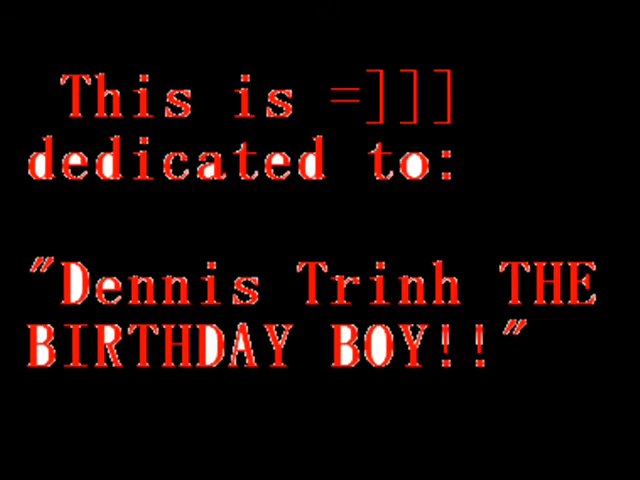 This is =]]]
dedicated to:
"Dennis Trinh THE
BIRTHDAY BOY!!"